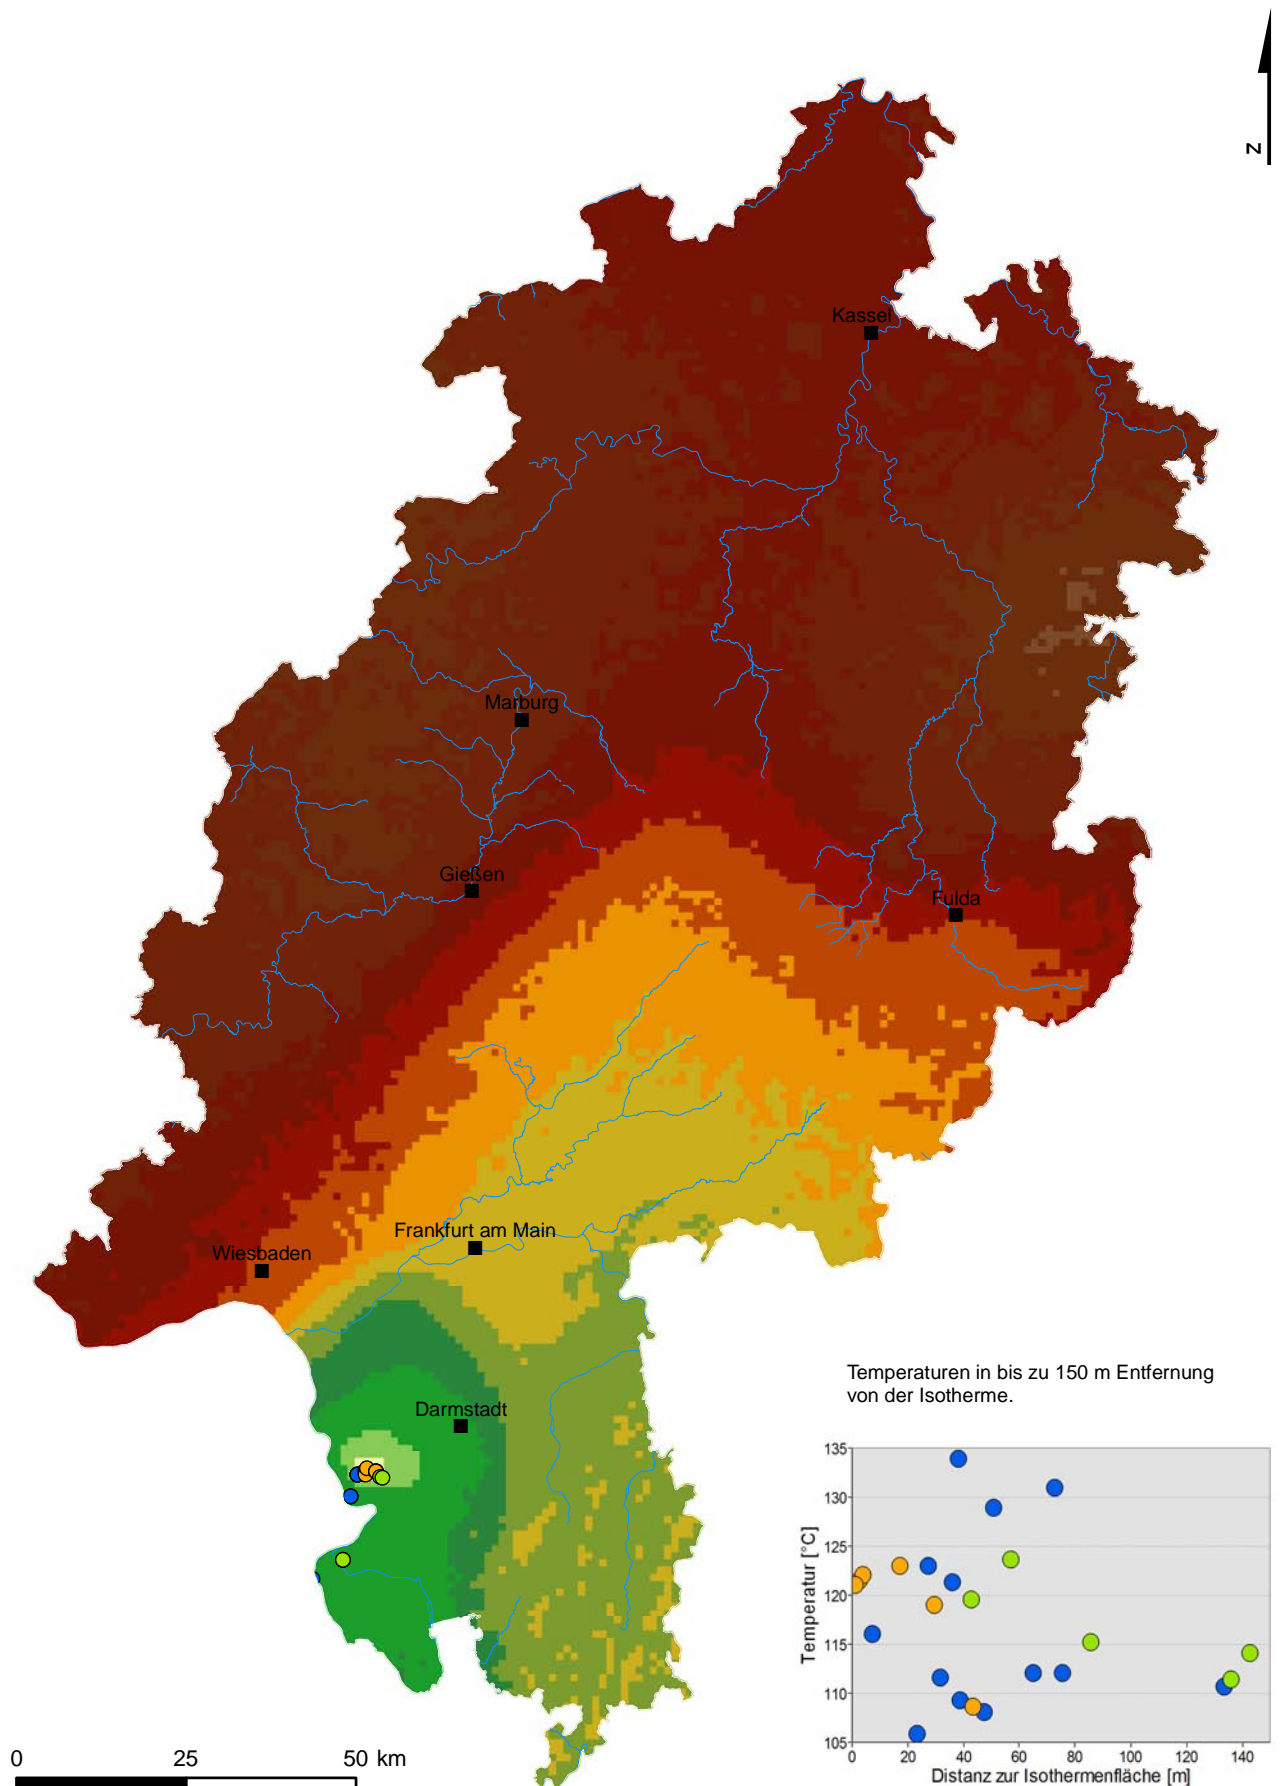 N
Kassel
Marburg
Gießen
Fulda
Frankfurt am Main
Wiesbaden
Darmstadt
Temperaturen in bis zu 150 m Entfernung
von der Isotherme.
Temperatur [°C]
135
130
125
120
115
110
105
0 20 40 60 80 100 120 140
Distanz zur Isothermenfläche [m]
0 25 50 km